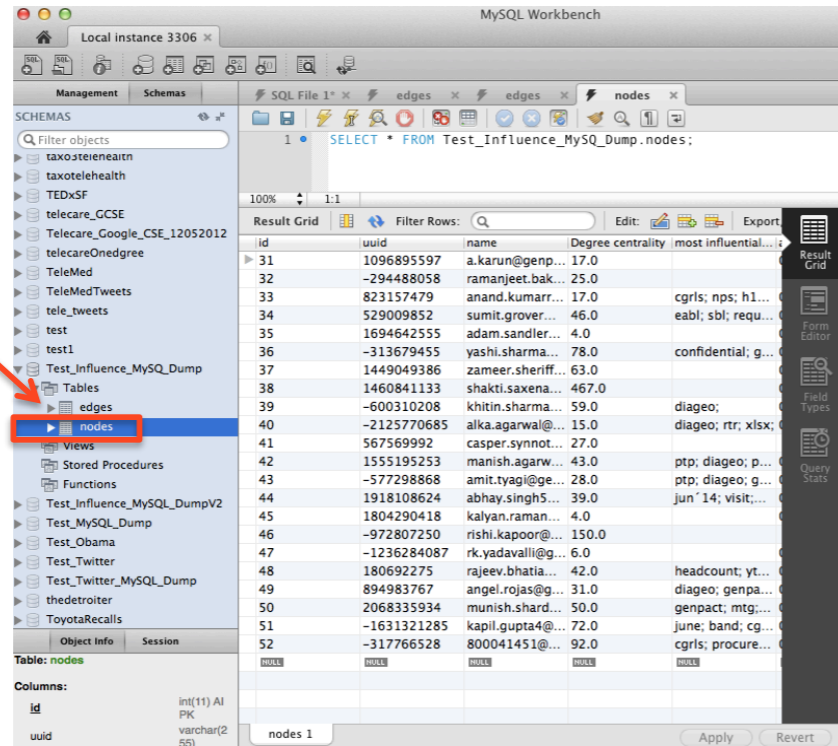 MySQL Workbench
Local instance 3306 ×
Management Schemas
SCHEMAS
Filter objects
taxo3telehealth
taxotelehealth
TEDxSF
telecare_GCSE
Telecare_Google_CSE_12052012
telecareOnedgree
TeleMed
TeleMedTweets
tele_tweets
test
test1
Test_Influence_MySQ_Dump
Tables
edges
nodes
Views
Stored Procedures
Functions
Test_Influence_MySQL_DumpV2
Test_MySQL_Dump
Test_Obama
Test_Twitter
Test_Twitter_MySQL_Dump
thedetroiter
ToyotaRecalls
Object Info Session
Table: nodes
Columns:
id int(11) AI
PK
uuid varchar(2
55)
SQL File 1* × edges × edges × nodes ×
1 SELECT * FROM Test_Influence_MySQ_Dump.nodes;
100% 1:1
Result Grid Filter Rows: Edit: Export
id uuid name Degree centrality most influential...
31 1096895597 a.karun@genp... 17.0
32 -294488058 ramanjeet.bak... 25.0
33 823157479 anand.kumarr... 17.0 cgrls; nps; h1...
34 529009852 sumit.grover... 46.0 eabl; sbl; requ...
35 1694642555 adam.sandler... 4.0
36 -313679455 yashi.sharma... 78.0 confidential; g...
37 1449049386 zameer.sheriff... 63.0
38 1460841133 shakti.saxena... 467.0
39 -600310208 khitin.sharma... 59.0 diageo;
40 -2125770685 alka.agarwal@... 15.0 diageo; rtr; xlsx;
41 567569992 casper.synnot... 27.0
42 1555195253 manish.agarw... 43.0 ptp; diageo; p...
43 -577298868 amit.tyagi@ge... 28.0 ptp; diageo; g...
44 1918108624 abhay.singh5... 39.0 jun´14; visit;...
45 1804290418 kalyan.raman... 4.0
46 -972807250 rishi.kapoor@... 150.0
47 -1236284087 rk.yadavalli@g... 6.0
48 180692275 rajeev.bhatia... 42.0 headcount; yt...
49 894983767 angel.rojas@g... 31.0 diageo; genpa...
50 2068335934 munish.shard... 50.0 genpact; mtg;...
51 -1631321285 kapil.gupta4@... 72.0 june; band; cg...
52 -317766528 800041451@... 92.0 cgrls; procure...
NULL NULL NULL NULL NULL
Result
Grid
Form
Editor
Field
Types
Query
Stats
nodes 1
Apply Revert